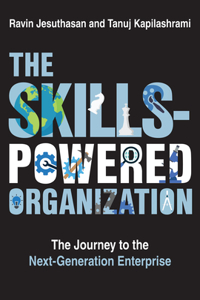 Ravin Jesuthasan and Tanuj Kapilashrami
THE
SKILLS-
POWERED
ORGANIZATION
The Journey to the
Next-Generation Enterprise